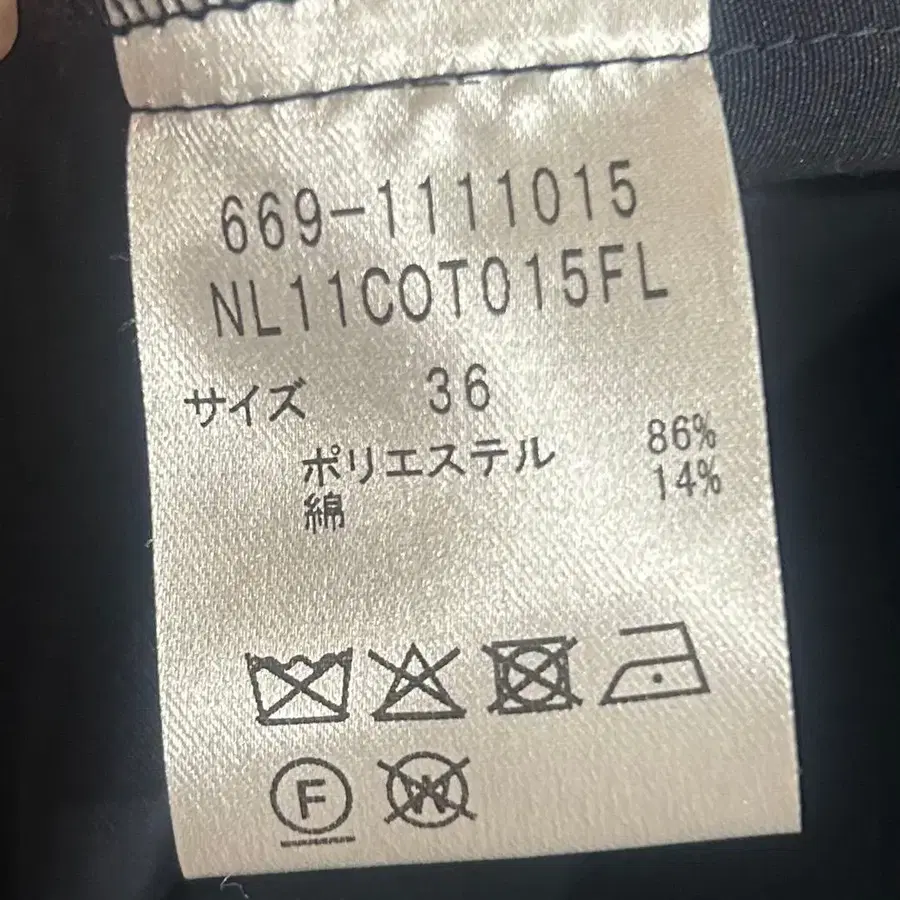 669-1111015
NL11COT015FL
サイズ 36
ポリエステル 86%
綿 14%
F W